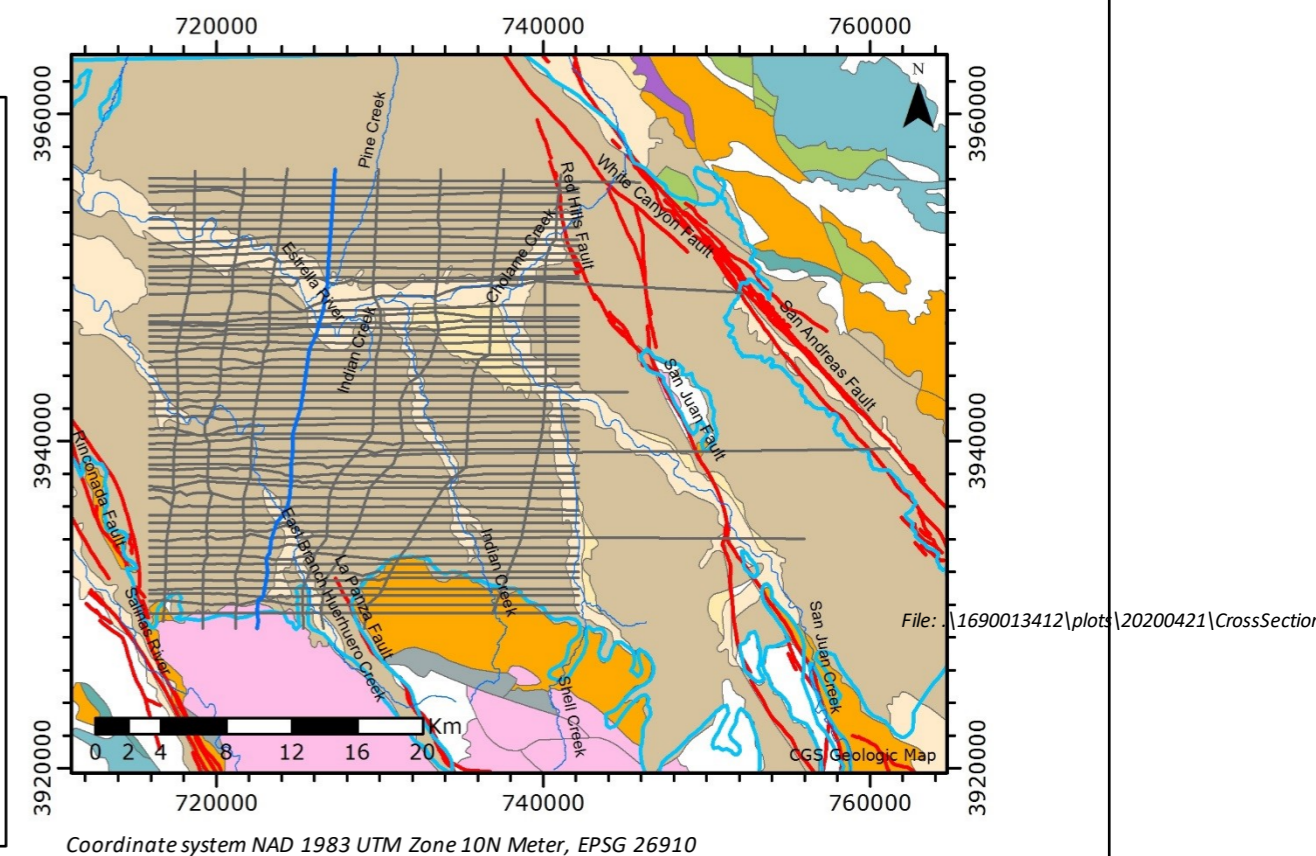 720000
740000
760000
N
3960000
3960000
Pine Creek
White Canyon Fault
Red Hills Fault
Cholame Creek
Estrella River
Indian Creek
San Andreas Fault
San Juan Fault
3940000
3940000
Rinconada Fault
East Branch Huerhuero Creek
La Panza Fault
Indian Creek
Salinas River
San Juan Creek
File: .\1690013412\plots\20200421\CrossSection
Shell Creek
Km
0 2 4 8 12 16 20
CGS Geologic Map
3920000
3920000
720000
740000
760000
Coordinate system NAD 1983 UTM Zone 10N Meter, EPSG 26910